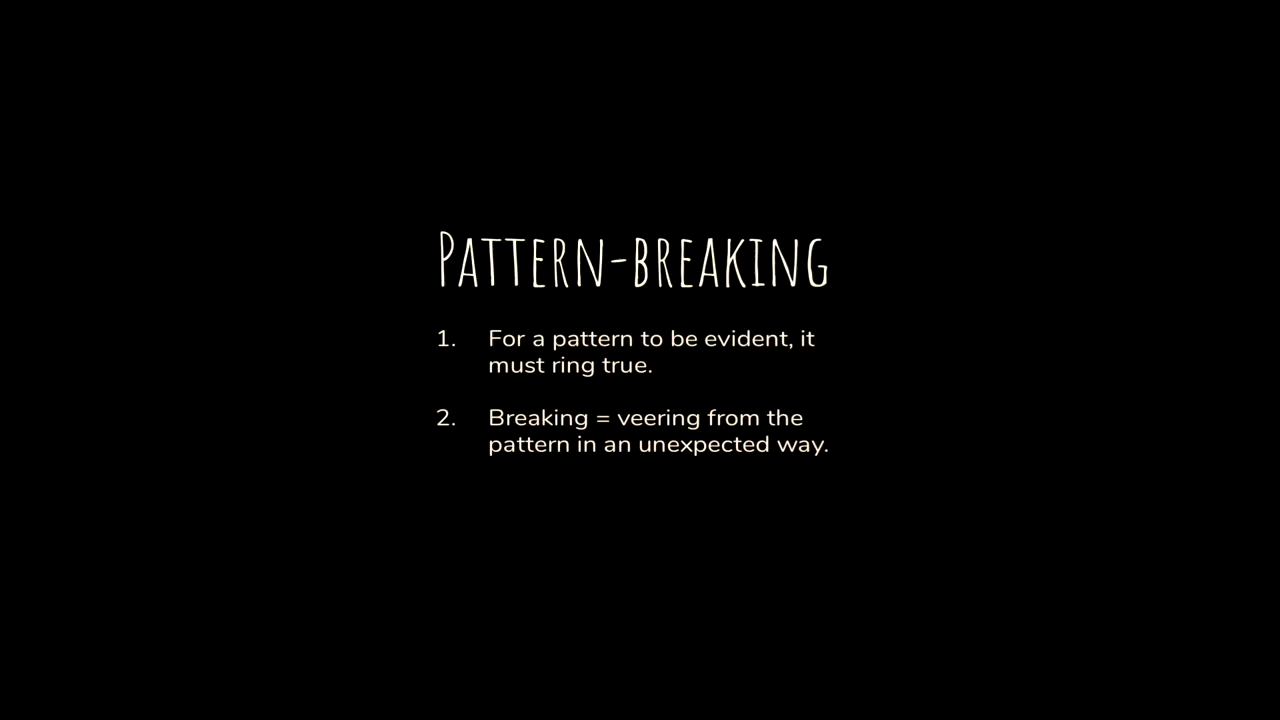 PATTERN-BREAKING
1. For a pattern to be evident, it
must ring true.
2. Breaking = veering from the
pattern in an unexpected way.